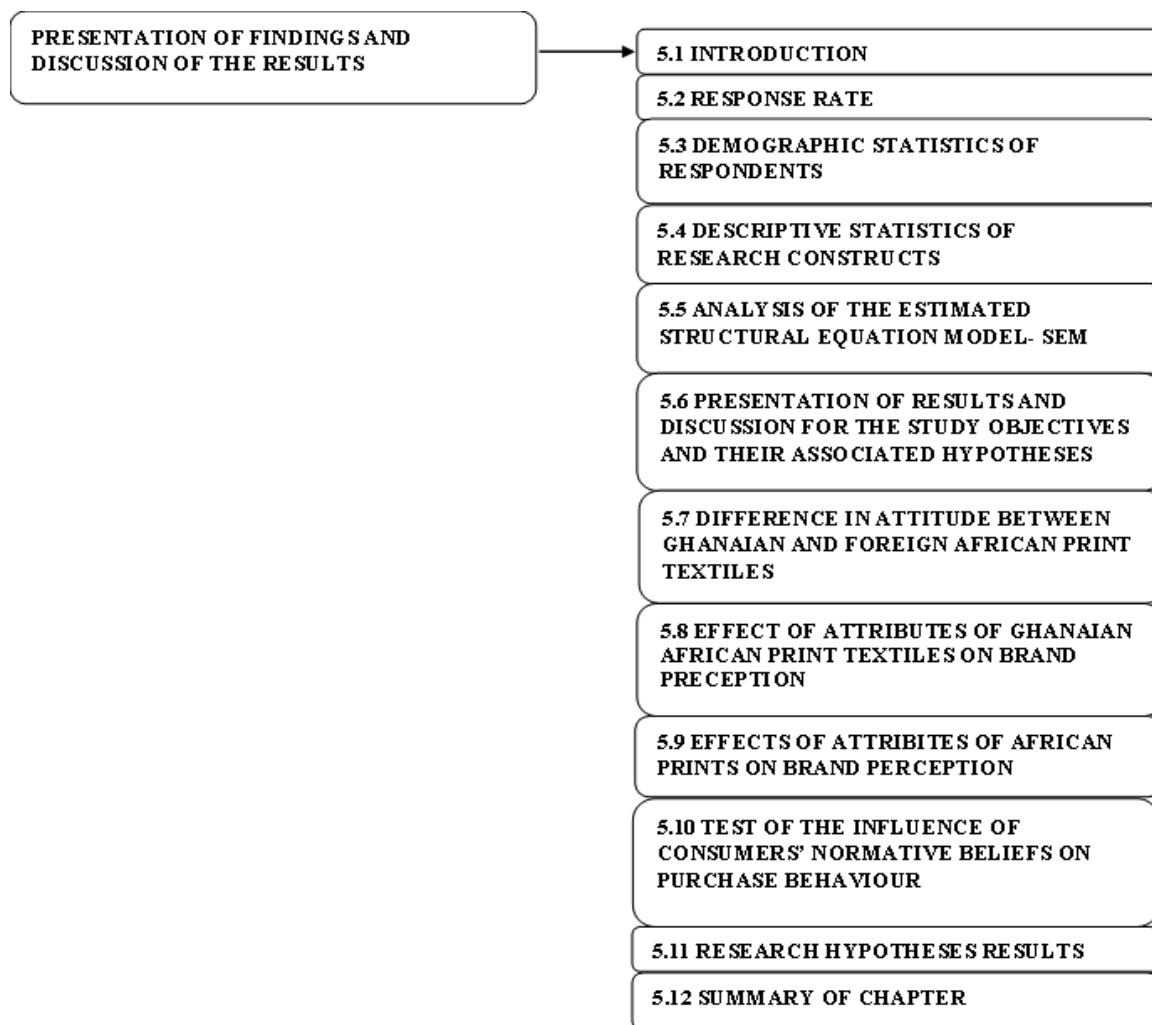 PRESENTATION OF FINDINGS AND
DISCUSSION OF THE RESULTS
5.1 INTRODUCTION
5.2 RESPONSE RATE
5.3 DEMOGRAPHIC STATISTICS OF
RESPONDENTS
5.4 DESCRIPTIVE STATISTICS OF
RESEARCH CONSTRUCTS
5.5 ANALYSIS OF THE ESTIMATED
STRUCTURAL EQUATION MODEL- SEM
5.6 PRESENTATION OF RESULTS AND
DISCUSSION FOR THE STUDY OBJECTIVES
AND THEIR ASSOCIATED HYPOTHESES
5.7 DIFFERENCE IN ATTITUDE BETWEEN
GHANAIAN AND FOREIGN AFRICAN PRINT
TEXTILES
5.8 EFFECT OF ATTRIBUTES OF GHANAIAN
AFRICAN PRINT TEXTILES ON BRAND
PRECEPTION
5.9 EFFECTS OF ATTRIBITES OF AFRICAN
PRINTS ON BRAND PERCEPTION
5.10 TEST OF THE INFLUENCE OF
CONSUMERS’ NORMATIVE BELIEFS ON
PURCHASE BEHAVIOUR
5.11 RESEARCH HYPOTHESES RESULTS
5.12 SUMMARY OF CHAPTER